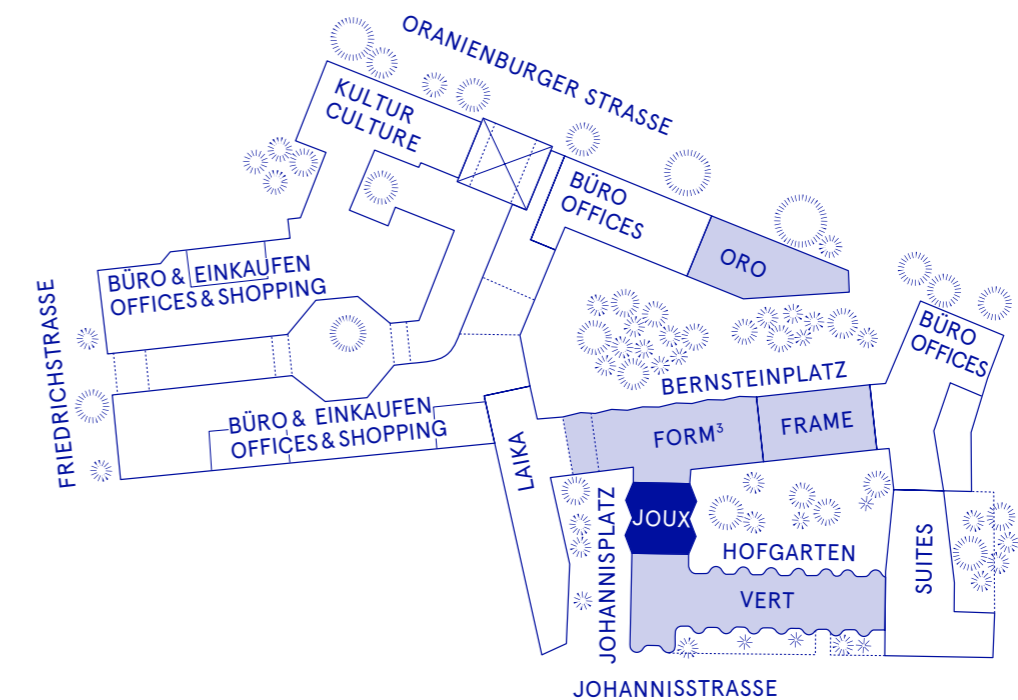 ORANIENBURGER STRASSE
KULTUR
CULTURE
BÜRO
OFFICES
ORO
BÜRO & EINKAUFEN
OFFICES & SHOPPING
FRIEDRICHSTRASSE
BÜRO
OFFICES
BERNSTEINPLATZ
BÜRO & EINKAUFEN
OFFICES & SHOPPING
LAIKA
FORM³
FRAME
JOHANNISPLATZ
JOUX
HOFGARTEN
SUITES
VERT
JOHANNISSTRASSE